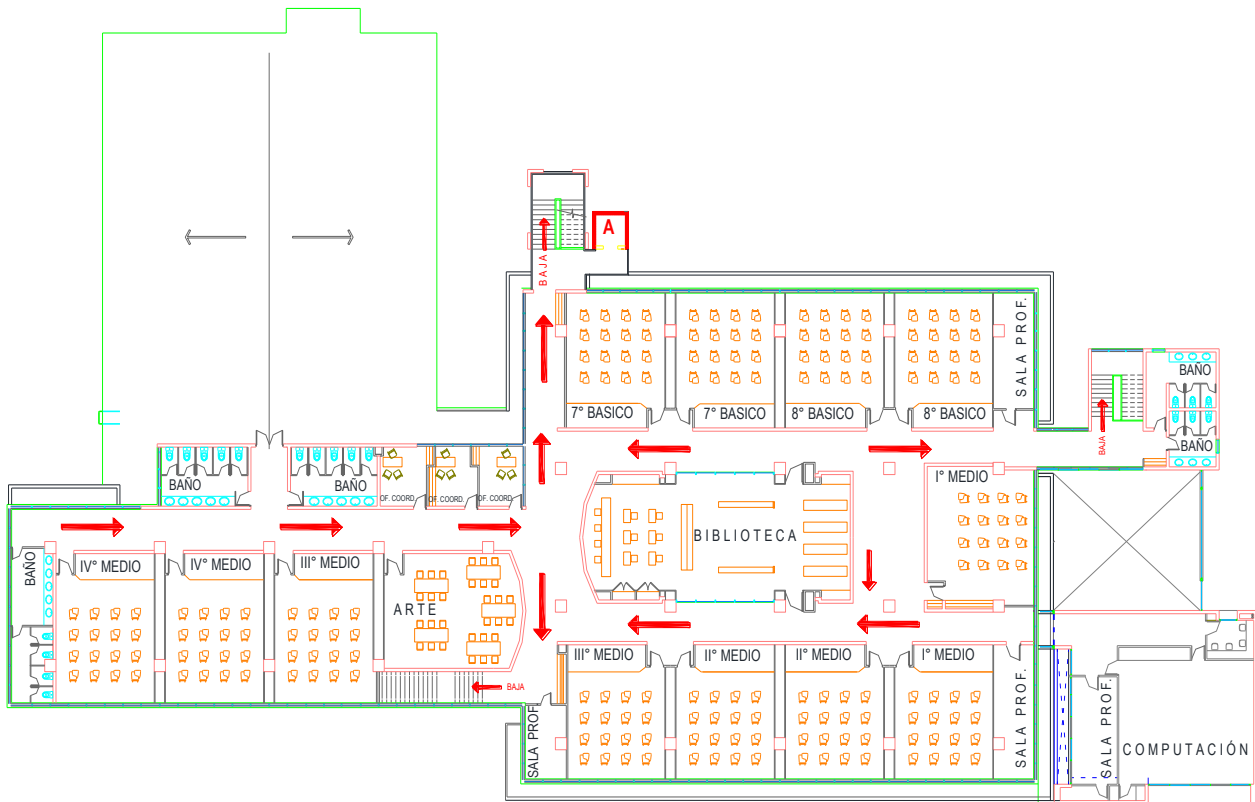 A
BAJA
SALA PROF.
7° BASICO
7° BASICO
8° BASICO
8° BASICO
BAÑO
BAÑO
BAJA
BAÑO
BAÑO
OF. COORD.
OF. COORD.
OF. COORD.
I° MEDIO
BIBLIOTECA
BAÑO
IV° MEDIO
IV° MEDIO
III° MEDIO
ARTE
BAJA
III° MEDIO
II° MEDIO
II° MEDIO
I° MEDIO
SALA PROF.
SALA PROF.
SALA PROF.
COMPUTACIÓN